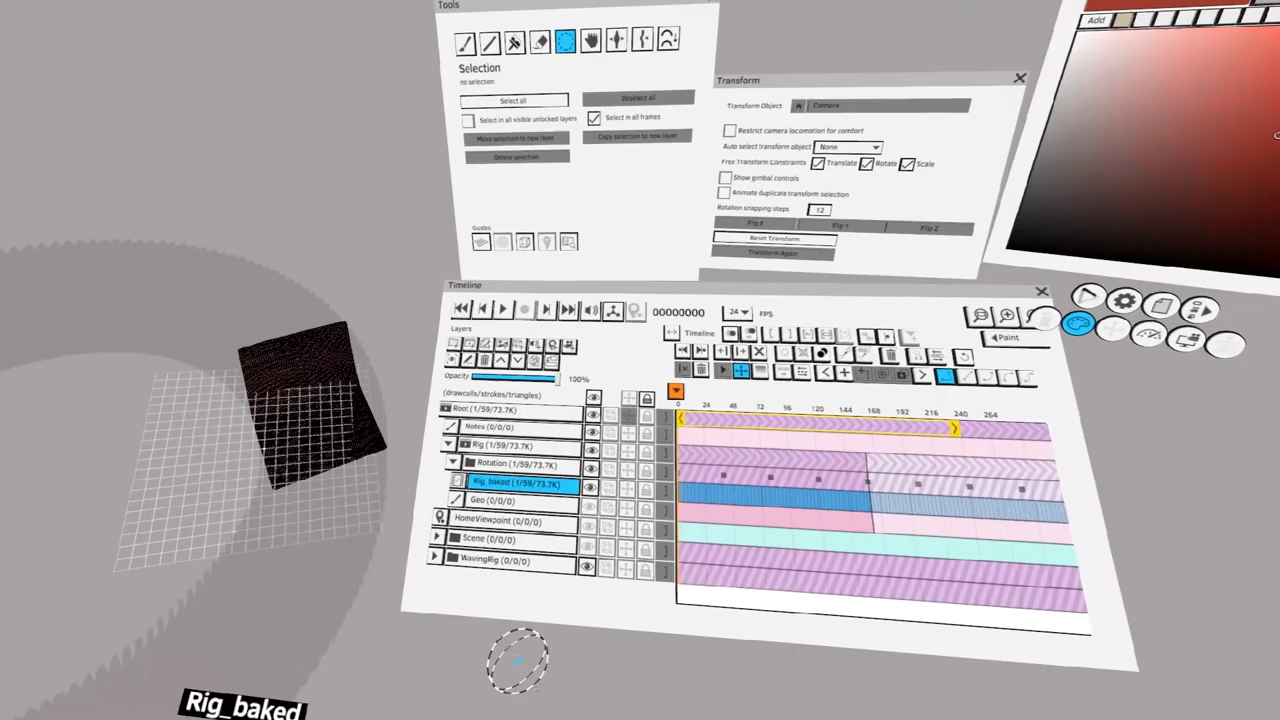 Tools
Selection
no selection
Select all
Deselect all
Select in all visible unlocked layers
Select in all frames
Move selection to new layer
Copy selection to new layer
Delete selection
Guides
Transform
Transform Object
Camera
Restrict camera locomotion for comfort
Auto select transform object
None
Free Transform Constraints
Translate
Rotate
Scale
Show gimbal controls
Animate duplicate transform selection
Rotation snapping steps
12
Flip X
Flip Y
Flip Z
Reset Transform
Transform Again
Add
Timeline
00000000
24
FPS
Layers
Timeline
Paint
Opacity
100%
(drawcalls/strokes/triangles)
0 24 48 72 96 120 144 168 192 216 240 264
Root (1/59/73.7K)
Notes (0/0/0)
Rig (1/59/73.7K)
Rotation (1/59/73.7K)
Rig_baked (1/59/73.7K)
Geo (0/0/0)
HomeViewpoint (0/0/0)
Scene (0/0/0)
WavingRig (0/0/0)
Rig_baked